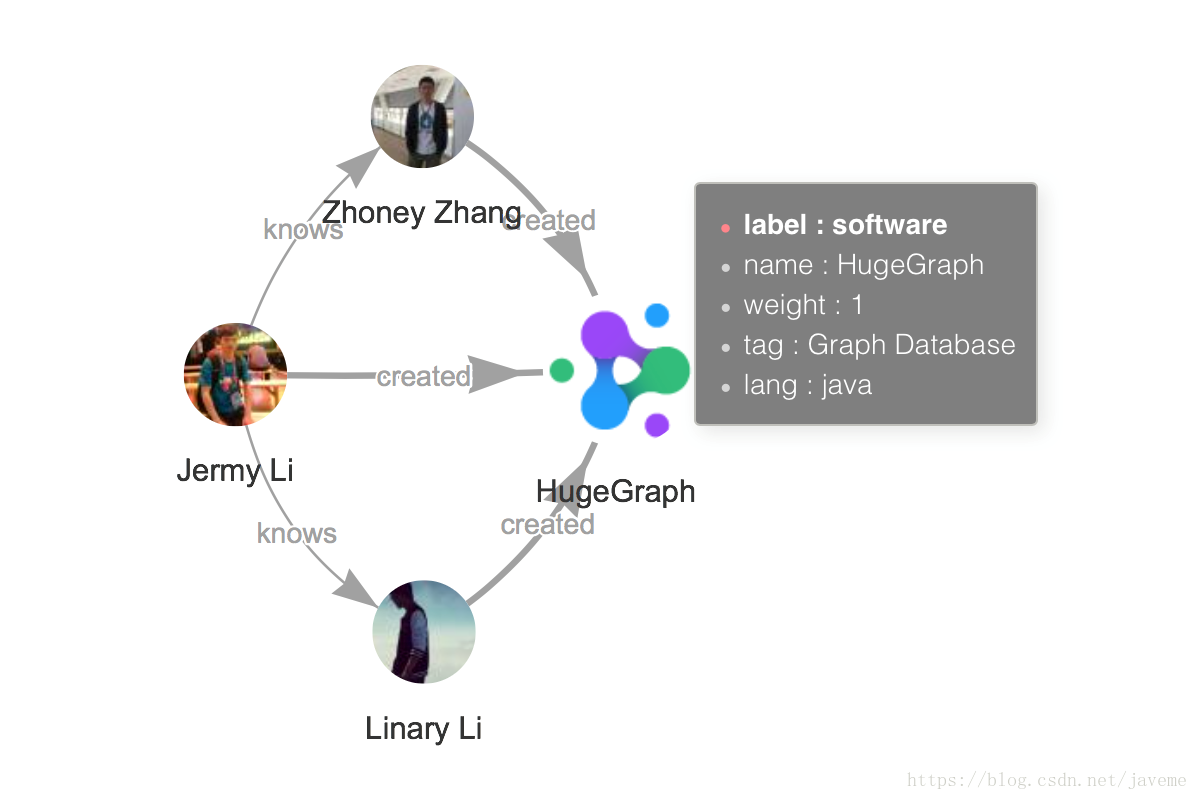 Zhoney Zhang
knows
created
label : software
name : HugeGraph
weight : 1
tag : Graph Database
lang : java
created
Jermy Li
HugeGraph
knows
created
Linary Li
https://blog.csdn.net/javeme